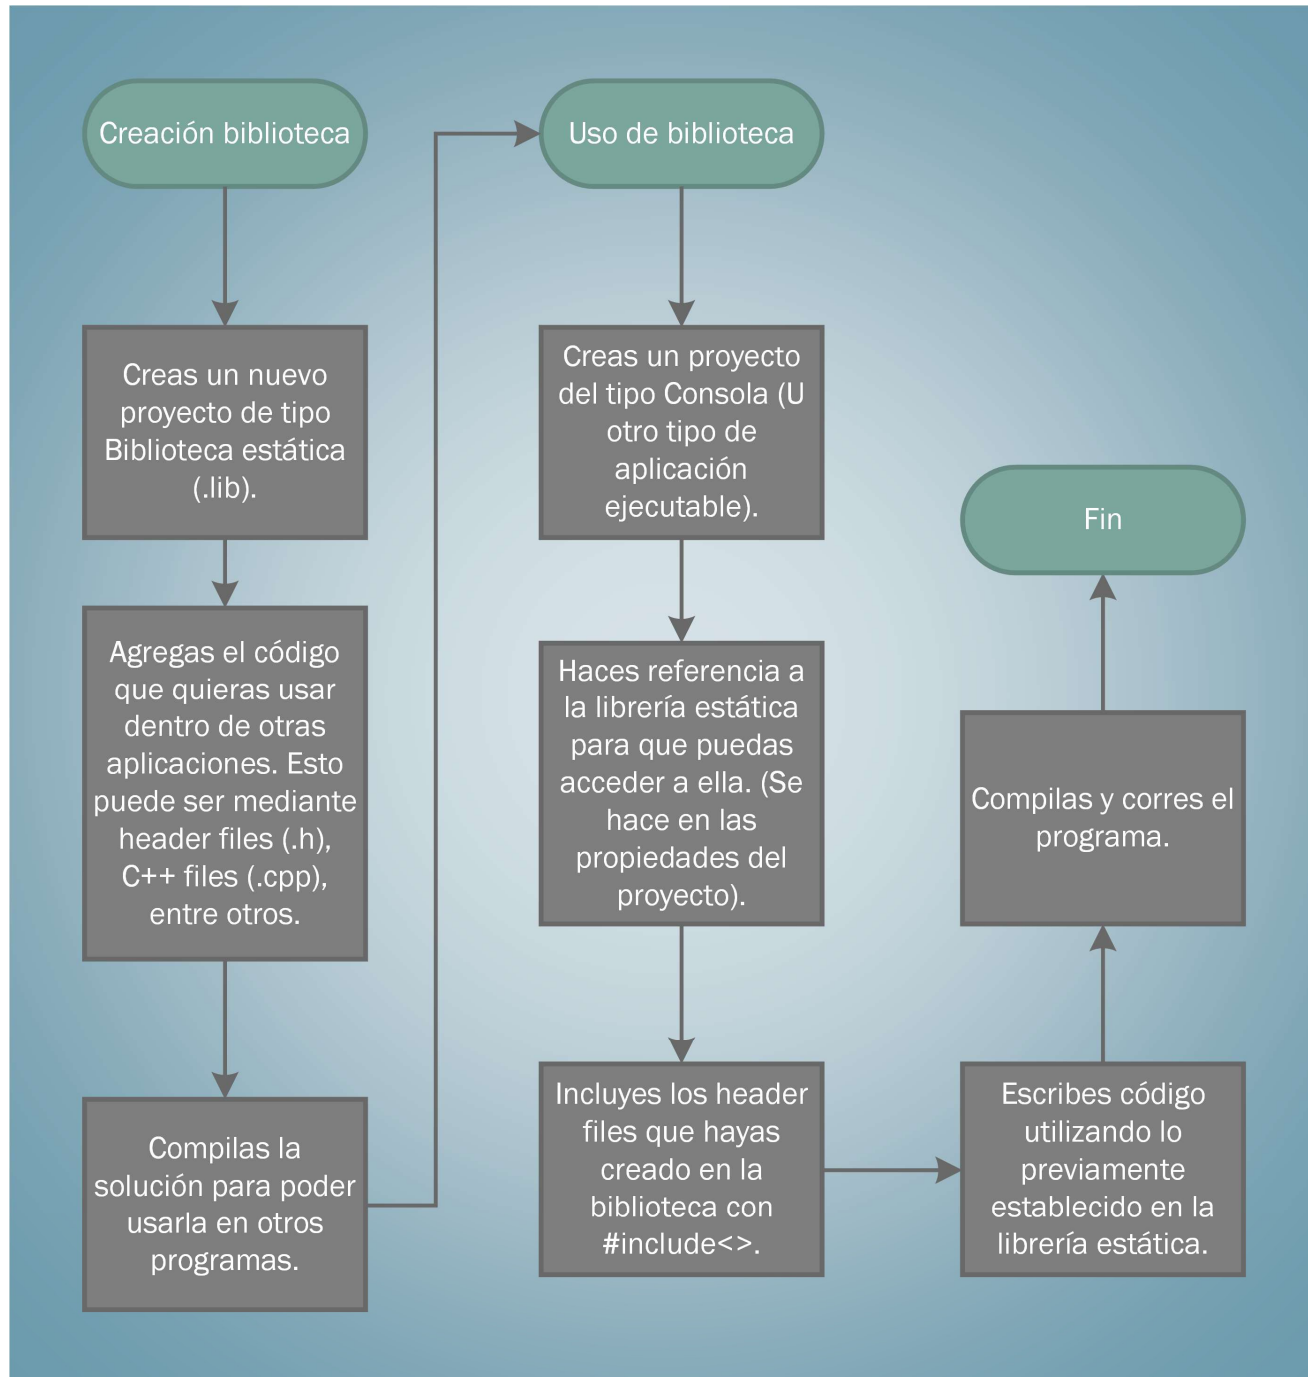 Creación biblioteca
Creas un nuevo
proyecto de tipo
Biblioteca estática
(.lib).
Agregas el código
que quieras usar
dentro de otras
aplicaciones. Esto
puede ser mediante
header files (.h),
C++ files (.cpp),
entre otros.
Compilas la
solución para poder
usarla en otros
programas.
Uso de biblioteca
Creas un proyecto
del tipo Consola (U
otro tipo de
aplicación
ejecutable).
Haces referencia a
la librería estática
para que puedas
acceder a ella. (Se
hace en las
propiedades del
proyecto).
Incluyes los header
files que hayas
creado en la
biblioteca con
#include<>.
Escribes código
utilizando lo
previamente
establecido en la
librería estática.
Compilas y corres el
programa.
Fin